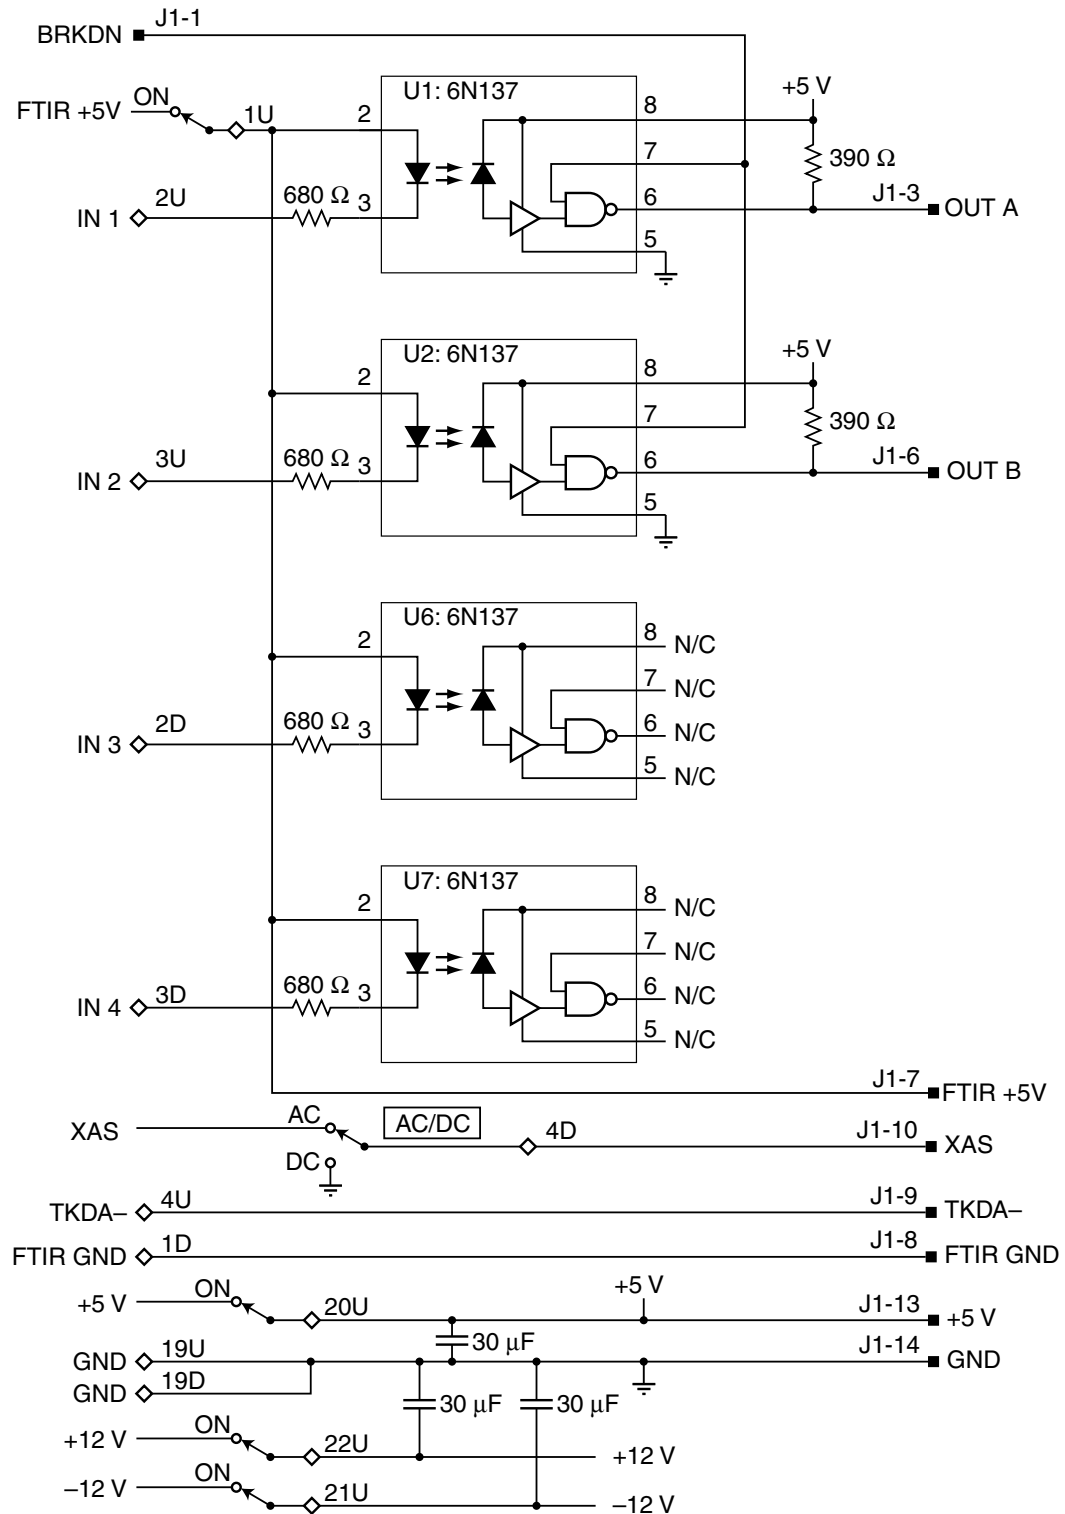 J1-1
BRKDN
FTIR +5V
ON
1U
2
U1: 6N137
8
+5 V
7
390 Ω
IN 1
2U
680 Ω
3
6
J1-3
OUT A
5
U2: 6N137
+5 V
2
8
7
390 Ω
IN 2
3U
680 Ω
3
6
J1-6
OUT B
5
U6: 6N137
2
8
N/C
7
N/C
IN 3
2D
680 Ω
3
6
N/C
5
N/C
U7: 6N137
2
8
N/C
7
N/C
IN 4
3D
680 Ω
3
6
N/C
5
N/C
J1-7
FTIR +5V
XAS
AC
AC/DC
4D
J1-10
XAS
DC
TKDA–
4U
J1-9
TKDA–
FTIR GND
1D
J1-8
FTIR GND
+5 V
ON
20U
+5 V
J1-13
+5 V
30 μF
GND
19U
J1-14
GND
GND
19D
30 μF
30 μF
+12 V
ON
22U
+12 V
–12 V
ON
21U
–12 V